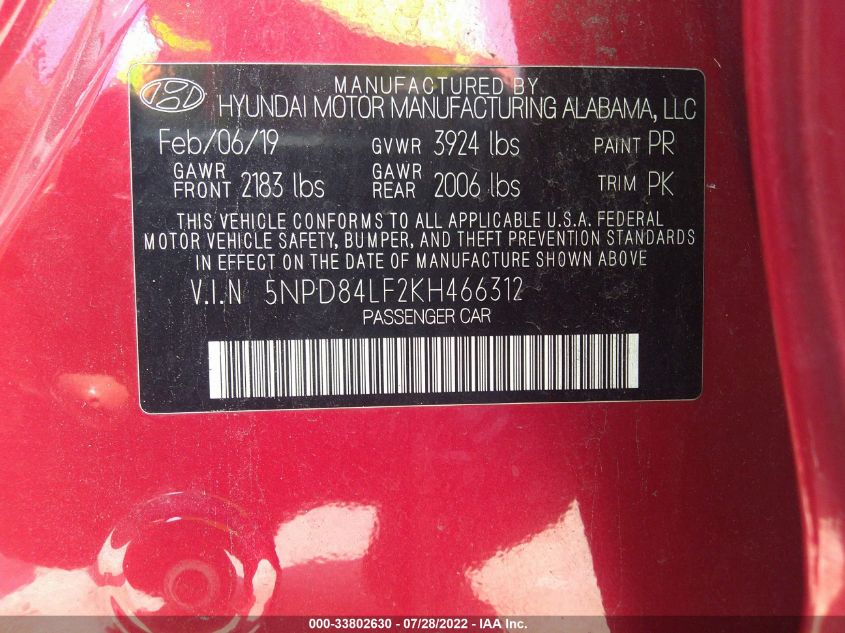 MANUFACTURED BY
HYUNDAI MOTOR MANUFACTURING ALABAMA, LLC
Feb/06/19 GVWR 3924 lbs PAINT PR
GAWR FRONT 2183 lbs GAWR REAR 2006 lbs TRIM PK
THIS VEHICLE CONFORMS TO ALL APPLICABLE U.S.A. FEDERAL
MOTOR VEHICLE SAFETY, BUMPER, AND THEFT PREVENTION STANDARDS
IN EFFECT ON THE DATE OF MANUFACTURE SHOWN ABOVE.
V.I.N 5NPD84LF2KH466312
PASSENGER CAR
000-33802630 - 07/28/2022 - IAA Inc.